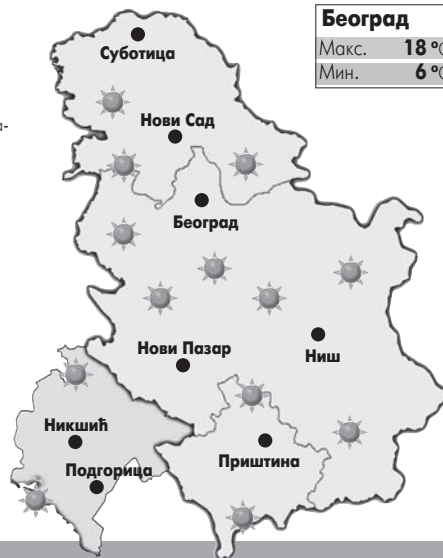 Београд
Макс. 18 °C
Мин. 6 °C
Суботица
а-
Нови Сад
Београд
Нови Пазар
Ниш
Никшић
Приштина
Подгорица